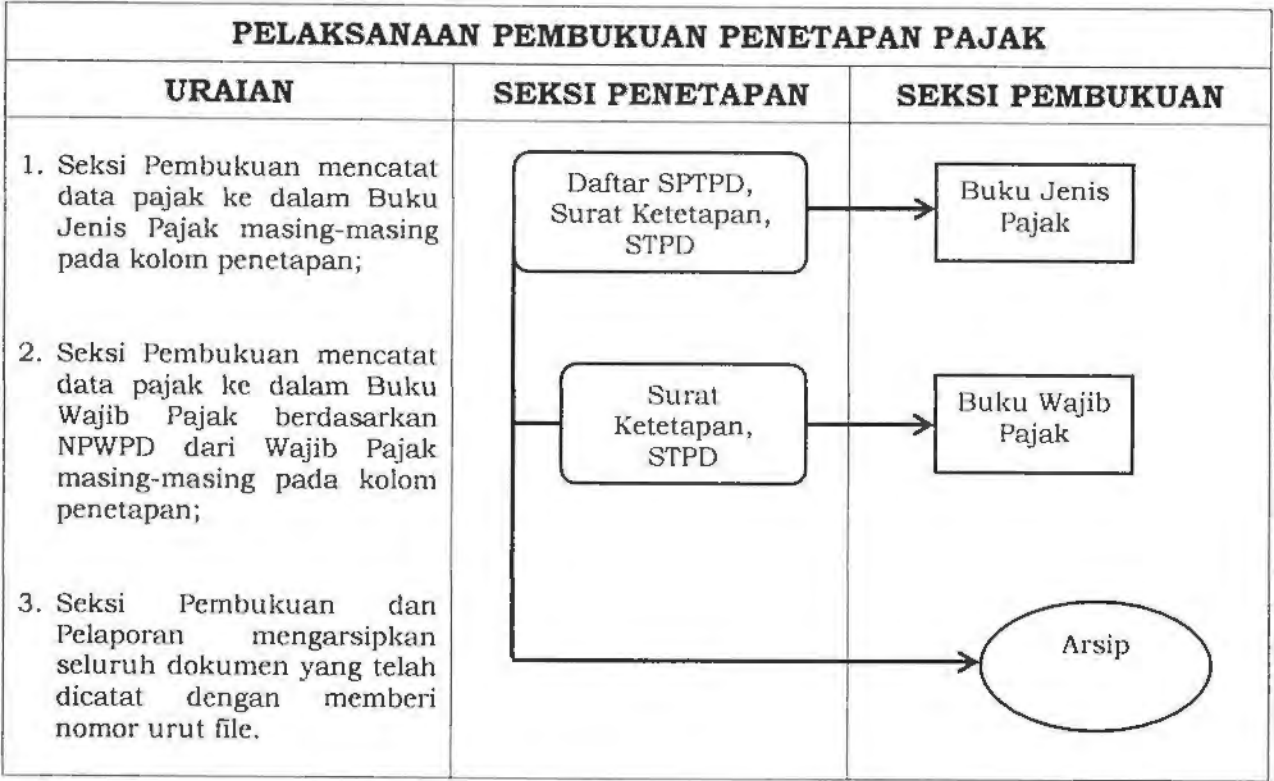 PELAKSANAAN PEMBUKUAN PENETAPAN PAJAK
URAIAN
SEKSI PENETAPAN
SEKSI PEMBUKUAN
1. Seksi Pembukuan mencatat
data pajak ke dalam Buku
Jenis Pajak masing-masing
pada kolom penetapan;
Daftar SPTPD,
Surat Ketetapan,
STPD
Buku Jenis
Pajak
2. Seksi Pembukuan mencatat
data pajak ke dalam Buku
Wajib Pajak berdasarkan
NPWPD dari Wajib Pajak
masing-masing pada kolom
penetapan;
Surat
Ketetapan,
STPD
Buku Wajib
Pajak
3. Seksi Pembukuan dan
Pelaporan mengarsipkan
seluruh dokumen yang telah
dicatat dengan memberi
nomor urut file.
Arsip